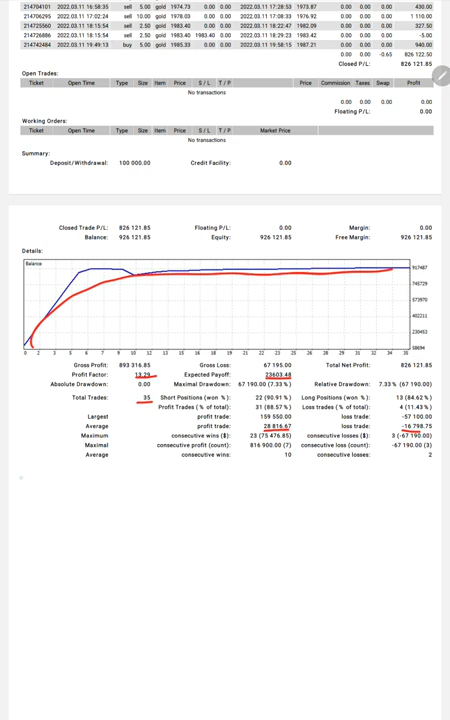 214704101 2022.03.11 16:58:35 sell 5.00 gold 1974.73 0.00 0.00 2022.03.11 17:28:53 1973.87 0.00 0.00 0.00 430.00
214706295 2022.03.11 17:02:24 sell 10.00 gold 1978.03 0.00 0.00 2022.03.11 17:08:33 1976.92 0.00 0.00 0.00 1 110.00
214725560 2022.03.11 18:15:54 sell 2.50 gold 1983.40 0.00 0.00 2022.03.11 18:22:47 1982.09 0.00 0.00 0.00 327.50
214726886 2022.03.11 18:15:54 sell 2.50 gold 1983.40 1983.40 0.00 2022.03.11 18:29:23 1983.42 0.00 0.00 0.00 -5.00
214742484 2022.03.11 19:49:13 buy 5.00 gold 1985.33 0.00 0.00 2022.03.11 19:58:15 1987.21 0.00 0.00 0.00 940.00
0.00 0.00 -0.65 826 122.50
Closed P/L: 826 121.85
Open Trades:
Ticket Open Time Type Size Item Price S / L T / P Price Commission Taxes Swap Profit
No transactions
0.00 0.00 0.00 0.00
Floating P/L: 0.00
Working Orders:
Ticket Open Time Type Size Item Price S / L T / P Market Price
No transactions
Summary:
Deposit/Withdrawal: 100 000.00 Credit Facility: 0.00
Closed Trade P/L: 826 121.85 Floating P/L: 0.00 Margin: 0.00
Balance: 926 121.85 Equity: 926 121.85 Free Margin: 926 121.85
Details:
Balance
917487
745729
573970
402211
230453
58694
0 2 3 5 6 7 9 10 12 13 14 16 17 18 19 21 22 23 25 26 28 29 30 32 34 35
Gross Profit: 893 316.85 Gross Loss: 67 195.00 Total Net Profit: 826 121.85
Profit Factor: 13.29 Expected Payoff: 23603.48
Absolute Drawdown: 0.00 Maximal Drawdown: 67 190.00 (7.33 %) Relative Drawdown: 7.33 % (67 190.00)
Total Trades: 35 Short Positions (won %): 22 (90.91 %) Long Positions (won %): 13 (84.62 %)
Profit Trades (% of total): 31 (88.57 %) Loss trades (% of total): 4 (11.43 %)
Largest profit trade: 159 550.00 loss trade: -57 100.00
Average profit trade: 28 816.67 loss trade: -16 798.75
Maximum consecutive wins ($): 23 (75 476.85) consecutive losses ($): 3 (-67 190.00)
Maximal consecutive profit (count): 816 900.00 (7) consecutive loss (count): -67 190.00 (3)
Average consecutive wins: 10 consecutive losses: 2